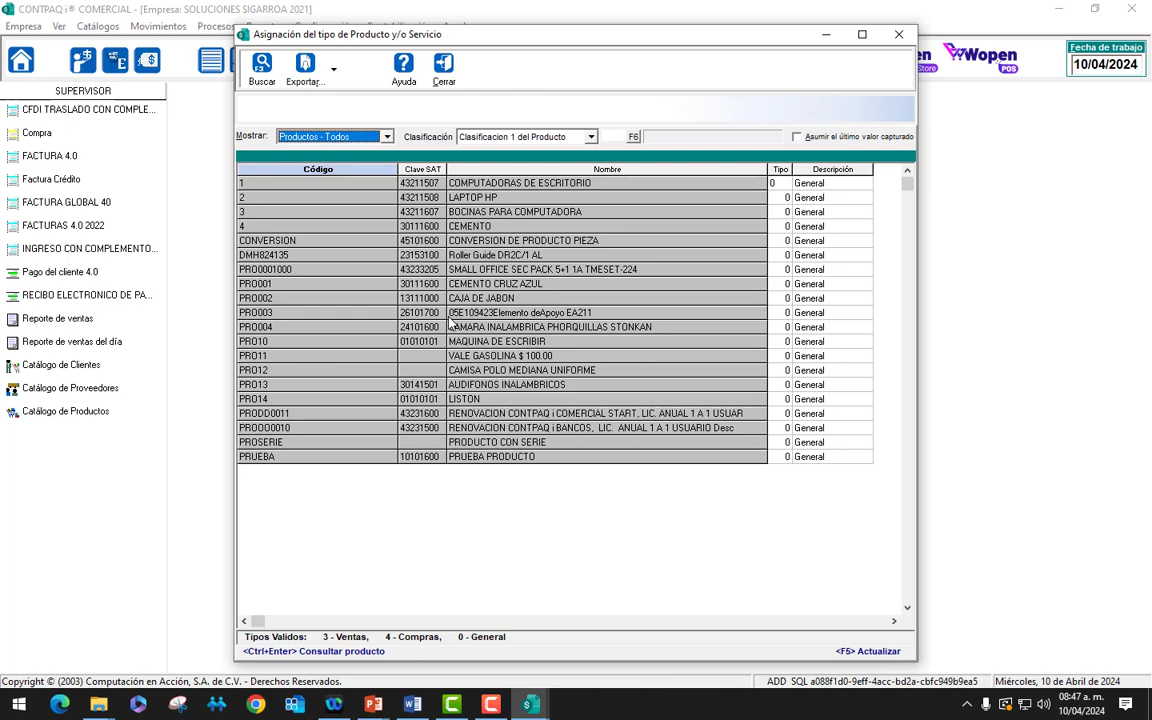 CONTPAQ i® COMERCIAL - [Empresa: SOLUCIONES SIGARROA 2021]
Empresa Ver Catálogos Movimientos Procesos
Fecha de trabajo
10/04/2024
Wopen
POS
Store
SUPERVISOR
CFDI TRASLADO CON COMPLE...
Compra
FACTURA 4.0
Factura Crédito
FACTURA GLOBAL 40
FACTURAS 4.0 2022
INGRESO CON COMPLEMENTO...
Pago del cliente 4.0
RECIBO ELECTRONICO DE PA...
Reporte de ventas
Reporte de ventas del día
Catálogo de Clientes
Catálogo de Proveedores
Catálogo de Productos
Asignación del tipo de Producto y/o Servicio
Buscar Exportar... Ayuda Cerrar
Mostrar: Productos - Todos Clasificación Clasificacion 1 del Producto F6 Asumir el último valor capturado
Código Clave SAT Nombre Tipo Descripción
1 43211507 COMPUTADORAS DE ESCRITORIO 0 General
2 43211508 LAPTOP HP 0 General
3 43211607 BOCINAS PARA COMPUTADORA 0 General
4 30111600 CEMENTO 0 General
CONVERSION 45101600 CONVERSION DE PRODUCTO PIEZA 0 General
DMH824135 23153100 Roller Guide DR2C/1 AL 0 General
PRO0001000 43233205 SMALL OFFICE SEC PACK 5+1 1A TMESET-224 0 General
PRO001 30111600 CEMENTO CRUZ AZUL 0 General
PRO002 13111000 CAJA DE JABON 0 General
PRO003 26101700 05E109423Elemento deApoyo EA211 0 General
PRO004 24101600 CAMARA INALAMBRICA PHORQUILLAS STONKAN 0 General
PRO10 01010101 MAQUINA DE ESCRIBIR 0 General
PRO11 VALE GASOLINA $ 100.00 0 General
PRO12 CAMISA POLO MEDIANA UNIFORME 0 General
PRO13 30141501 AUDIFONOS INALAMBRICOS 0 General
PRO14 01010101 LISTON 0 General
PRODD0011 43231600 RENOVACION CONTPAQ i COMERCIAL START, LIC. ANUAL 1 A 1 USUAR 0 General
PROOO0010 43231500 RENOVACION CONTPAQ i BANCOS, LIC. ANUAL 1 A 1 USUARIO Desc 0 General
PROSERIE PRODUCTO CON SERIE 0 General
PRUEBA 10101600 PRUEBA PRODUCTO 0 General
Tipos Validos: 3 - Ventas, 4 - Compras, 0 - General
<Ctrl+Enter> Consultar producto <F5> Actualizar
Copyright © (2003) Computación en Acción, S.A. de C.V. - Derechos Reservados. ADD SQL a088f1d0-9eff-4acc-bd2a-cbfc949b9ea5 Miércoles, 10 de Abril de 2024
08:47 a. m.
10/04/2024